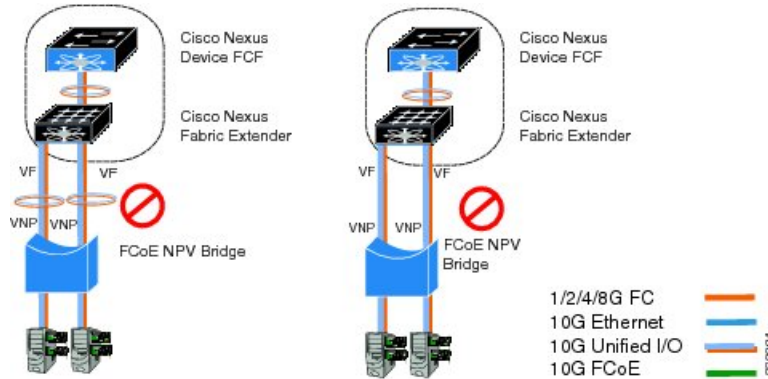 Cisco Nexus
Device FCF
Cisco Nexus
Fabric Extender
VF
VF
VNP
VNP
FCoE NPV Bridge
Cisco Nexus
Device FCF
Cisco Nexus
Fabric Extender
VF
VF
VNP
VNP
FCoE NPV
Bridge
1/2/4/8G FC
10G Ethernet
10G Unified I/O
10G FCoE